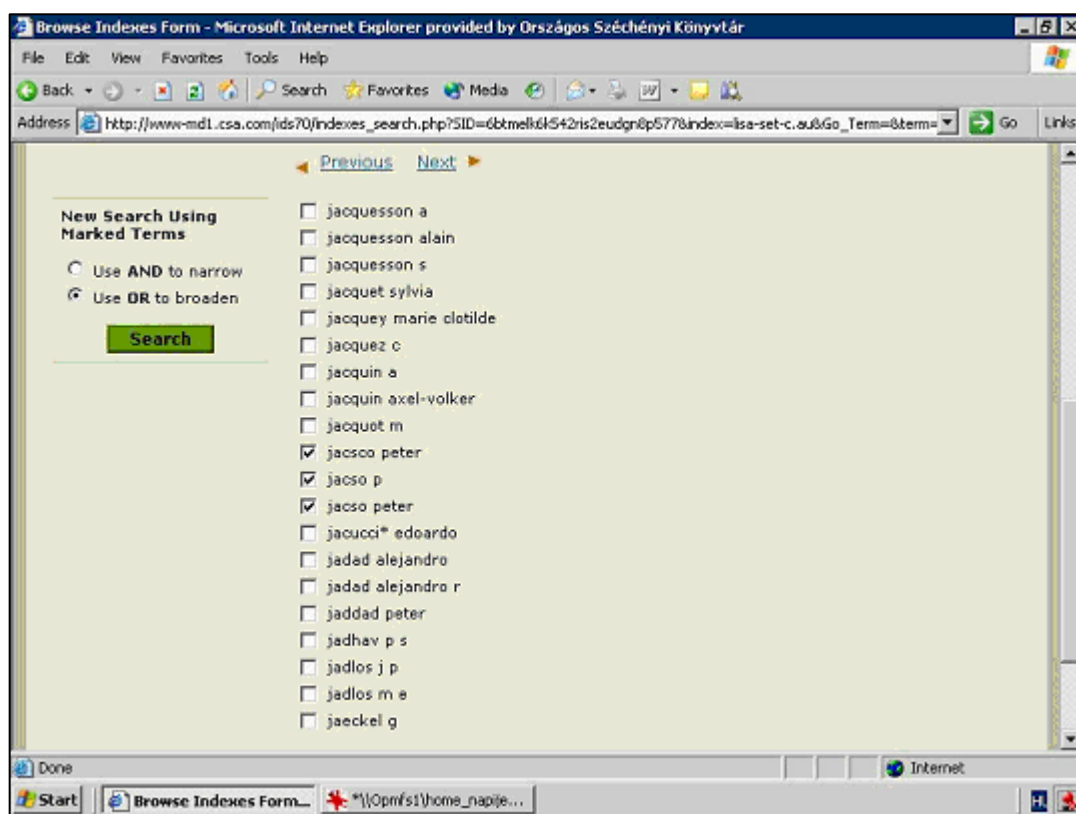 Browse Indexes Form - Microsoft Internet Explorer provided by Országos Széchényi Könyvtár
File Edit View Favorites Tools Help
Back Search Favorites Media
Address http://www-md1.csa.com/ids70/indexes_search.php?SID=6btmelk6k542ris2eudgn8p577&index=lisa-set-c.au&Go_Term=&term= Go Links
Previous Next
New Search Using
Marked Terms
Use AND to narrow
Use OR to broaden
Search
jacquesson a
jacquesson alain
jacquesson s
jacquet sylvia
jacquey marie clotilde
jacquez c
jacquin a
jacquin axel-volker
jacquot m
jacsco peter
jacso p
jacso peter
jacucci* edoardo
jadad alejandro
jadad alejandro r
jaddad peter
jadhav p s
jadlos j p
jadlos m e
jaeckel g
Done Internet
Start Browse Indexes Form... *\\Opmfs1\home_napije...